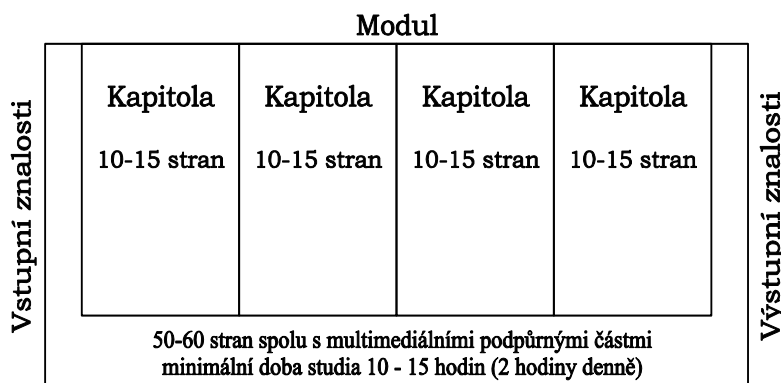 Modul
Vstupní znalosti
Kapitola
10-15 stran
Kapitola
10-15 stran
Kapitola
10-15 stran
Kapitola
10-15 stran
Výstupní znalosti
50-60 stran spolu s multimediálními podpůrnými částmi
minimální doba studia 10 - 15 hodin (2 hodiny denně)